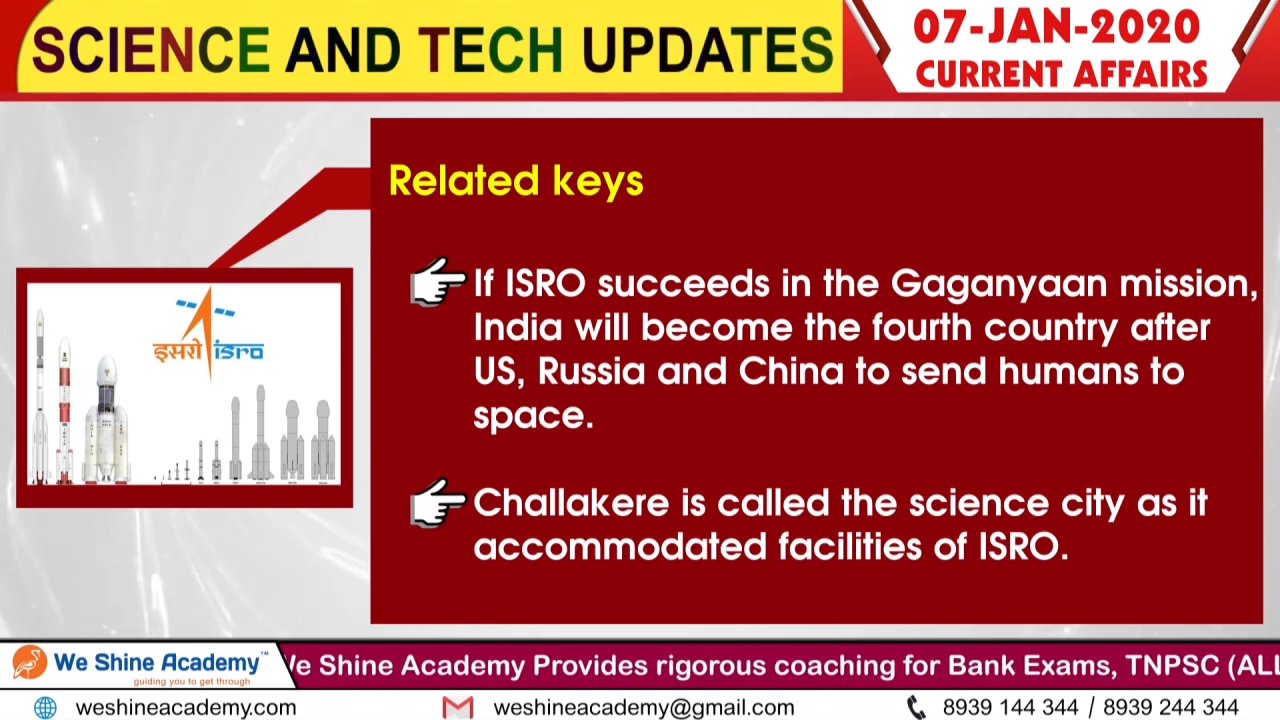 SCIENCE AND TECH UPDATES
07-JAN-2020
CURRENT AFFAIRS
Related keys
If ISRO succeeds in the Gaganyaan mission,
India will become the fourth country after
US, Russia and China to send humans to
space.
Challakere is called the science city as it
accommodated facilities of ISRO.
इसरो isro
We Shine Academy™
guiding you to get through
e Shine Academy Provides rigorous coaching for Bank Exams, TNPSC (ALL
weshineacademy.com
weshineacademy@gmail.com
8939 144 344 / 8939 244 344